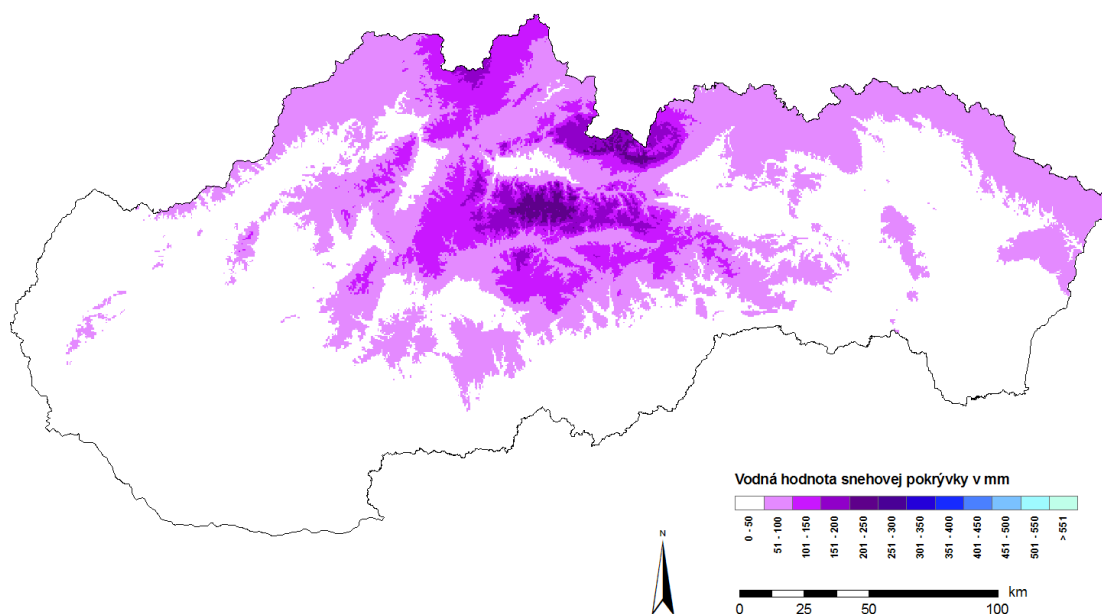 Vodná hodnota snehovej pokrývky v mm
0 - 50
51 - 100
101 - 150
151 - 200
201 - 250
251 - 300
301 - 350
351 - 400
401 - 450
451 - 500
501 - 550
> 551
N
km
0 25 50 100